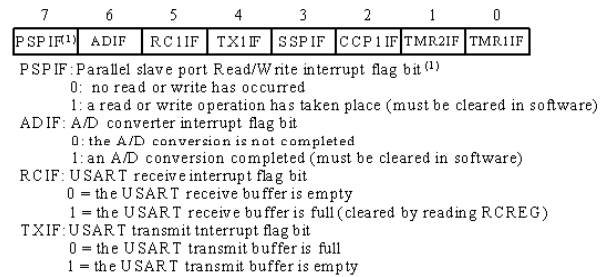 7 6 5 4 3 2 1 0
PSPIF(1) ADIF RC1IF TX1IF SSPIF CCP1IF TMR2IF TMR1IF
PSPIF: Parallel slave port Read/Write interrupt flag bit (1)
0: no read or write has occurred
1: a read or write operation has taken place (must be cleared in software)
ADIF: A/D converter interrupt flag bit
0: the A/D conversion is not completed
1: an A/D conversion completed (must be cleared in software)
RCIF: USART receive interrupt flag bit
0 = the USART receive buffer is empty
1 = the USART receive buffer is full (cleared by reading RCREG)
TXIF: USART transmit tnterrupt flag bit
0 = the USART transmit buffer is full
1 = the USART transmit buffer is empty